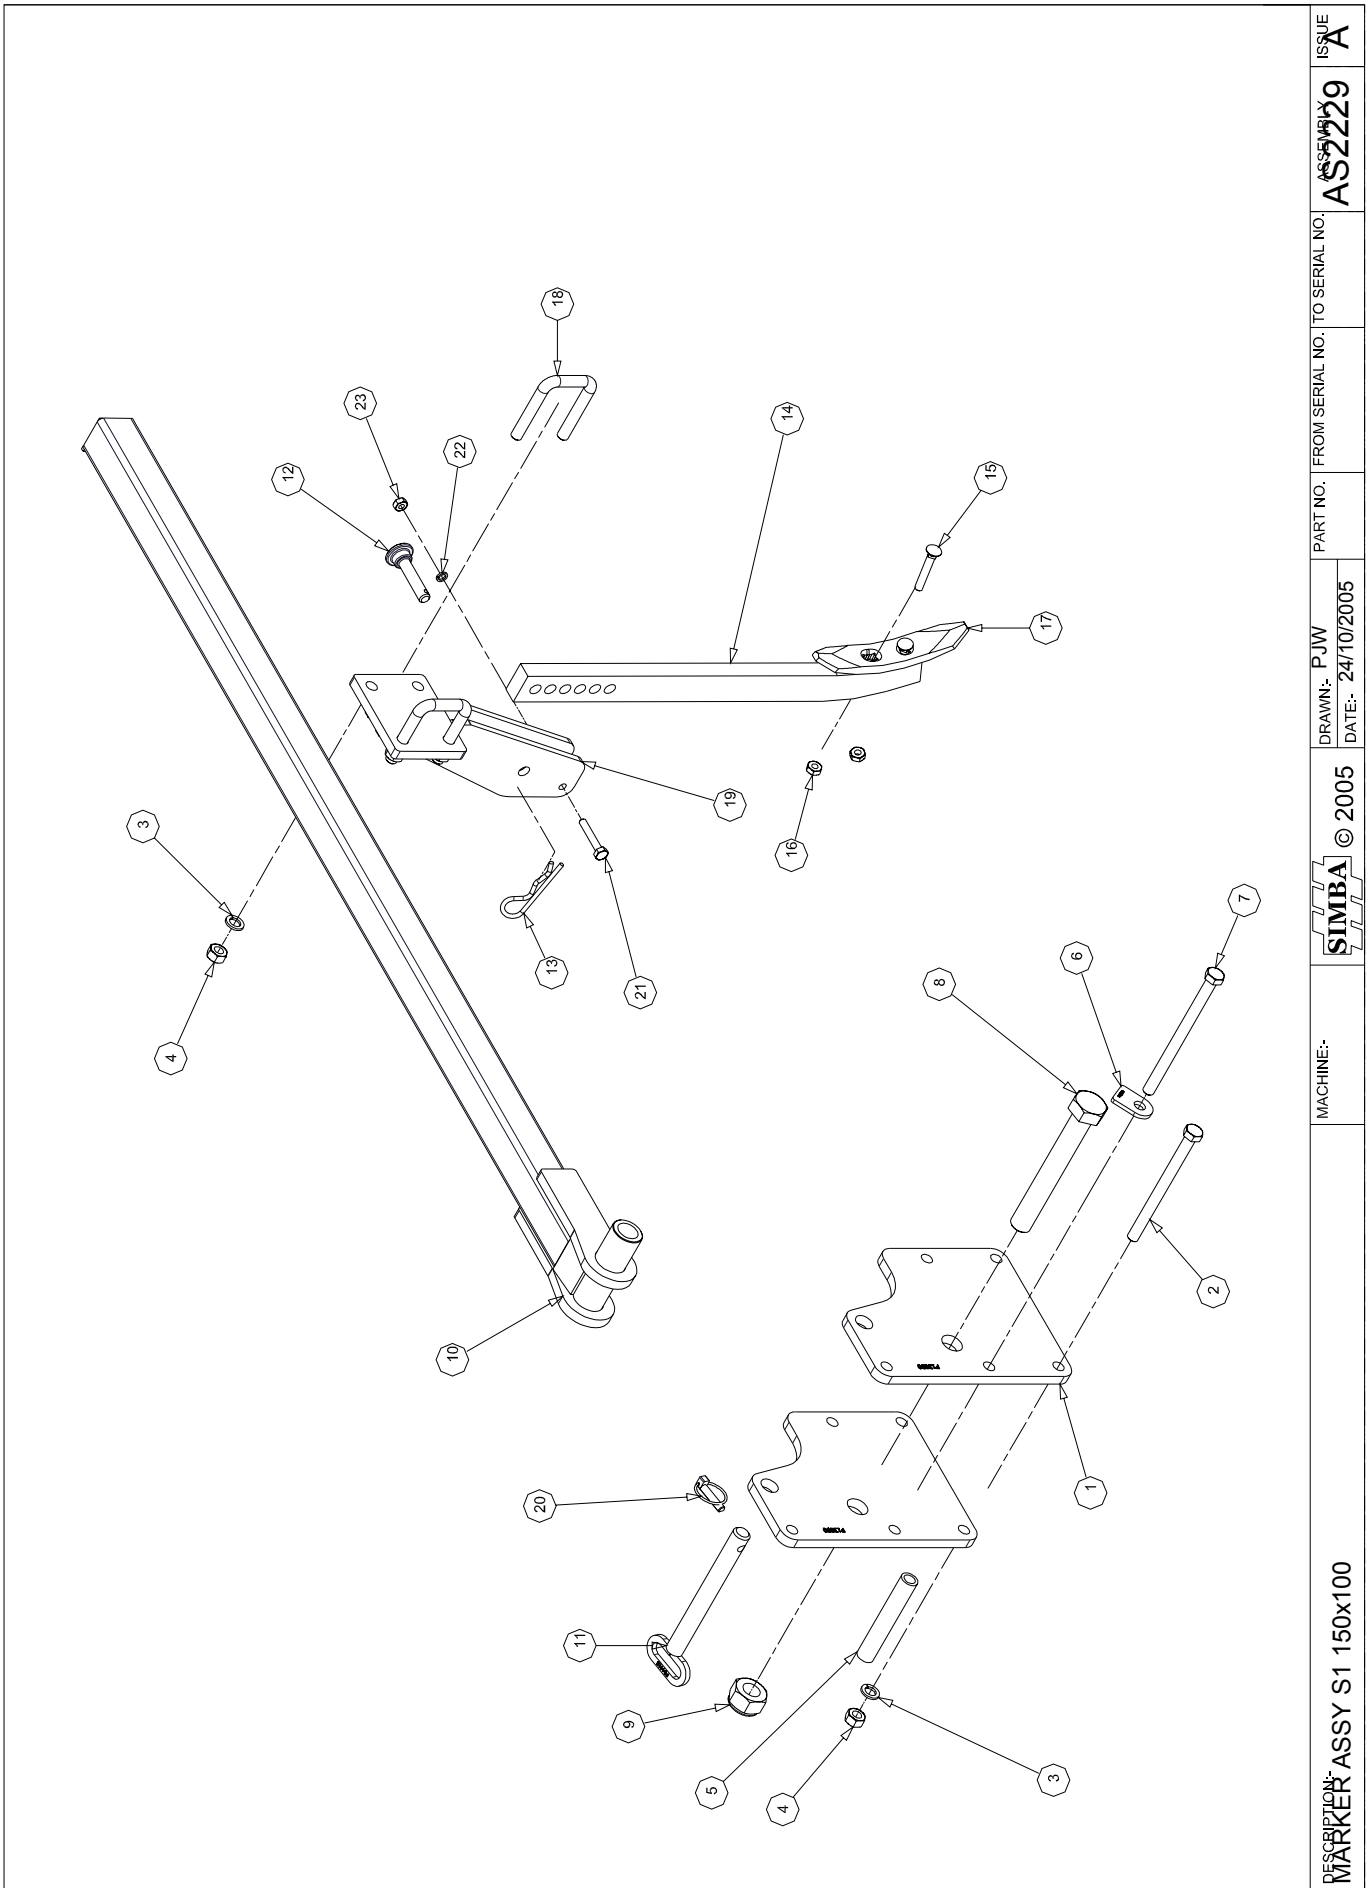 18
23
12
22
14
15
17
3
19
16
4
13
21
7
6
8
10
2
20
1
11
9
5
3
4
DESCRIPTION:-
MARKER ASSY S1 150x100
MACHINE:-
SIMBA © 2005
DRAWN:- PJW
DATE:- 24/10/2005
PART NO.
FROM SERIAL NO.
TO SERIAL NO.
ASSEMBLY
AS2229
ISSUE
A